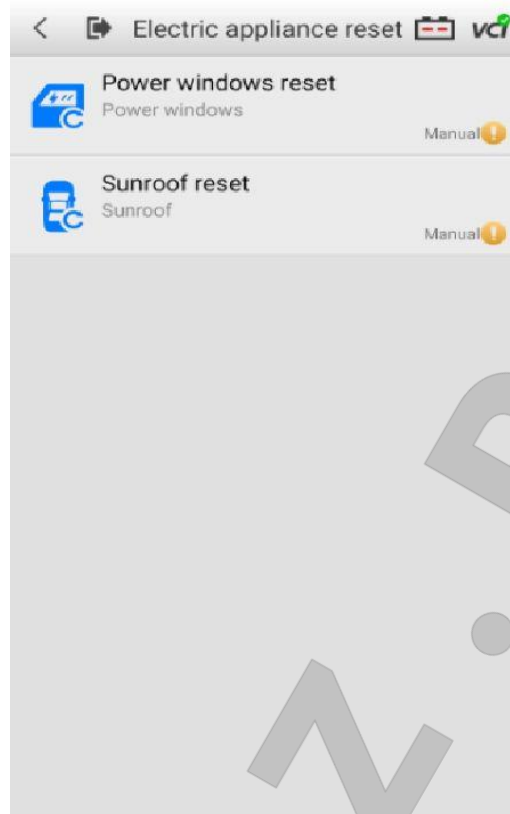 Electric appliance reset VCI
Power windows reset
Power windows
Manual
Sunroof reset
Sunroof
Manual